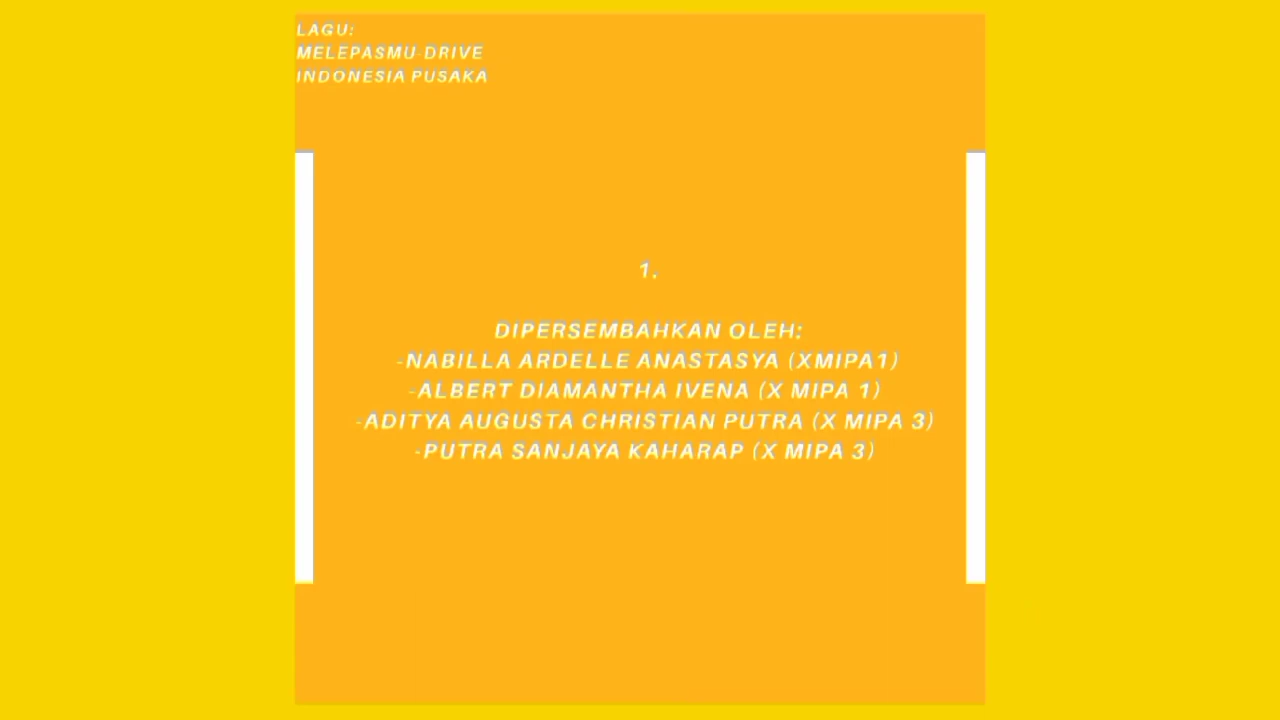 LAGU:
MELEPASMU-DRIVE
INDONESIA PUSAKA
1.
DIPERSEMBAHKAN OLEH:
-NABILLA ARDELLE ANASTASYA (XMIPA1)
-ALBERT DIAMANTHA IVENA (X MIPA 1)
-ADITYA AUGUSTA CHRISTIAN PUTRA (X MIPA 3)
-PUTRA SANJAYA KAHARAP (X MIPA 3)